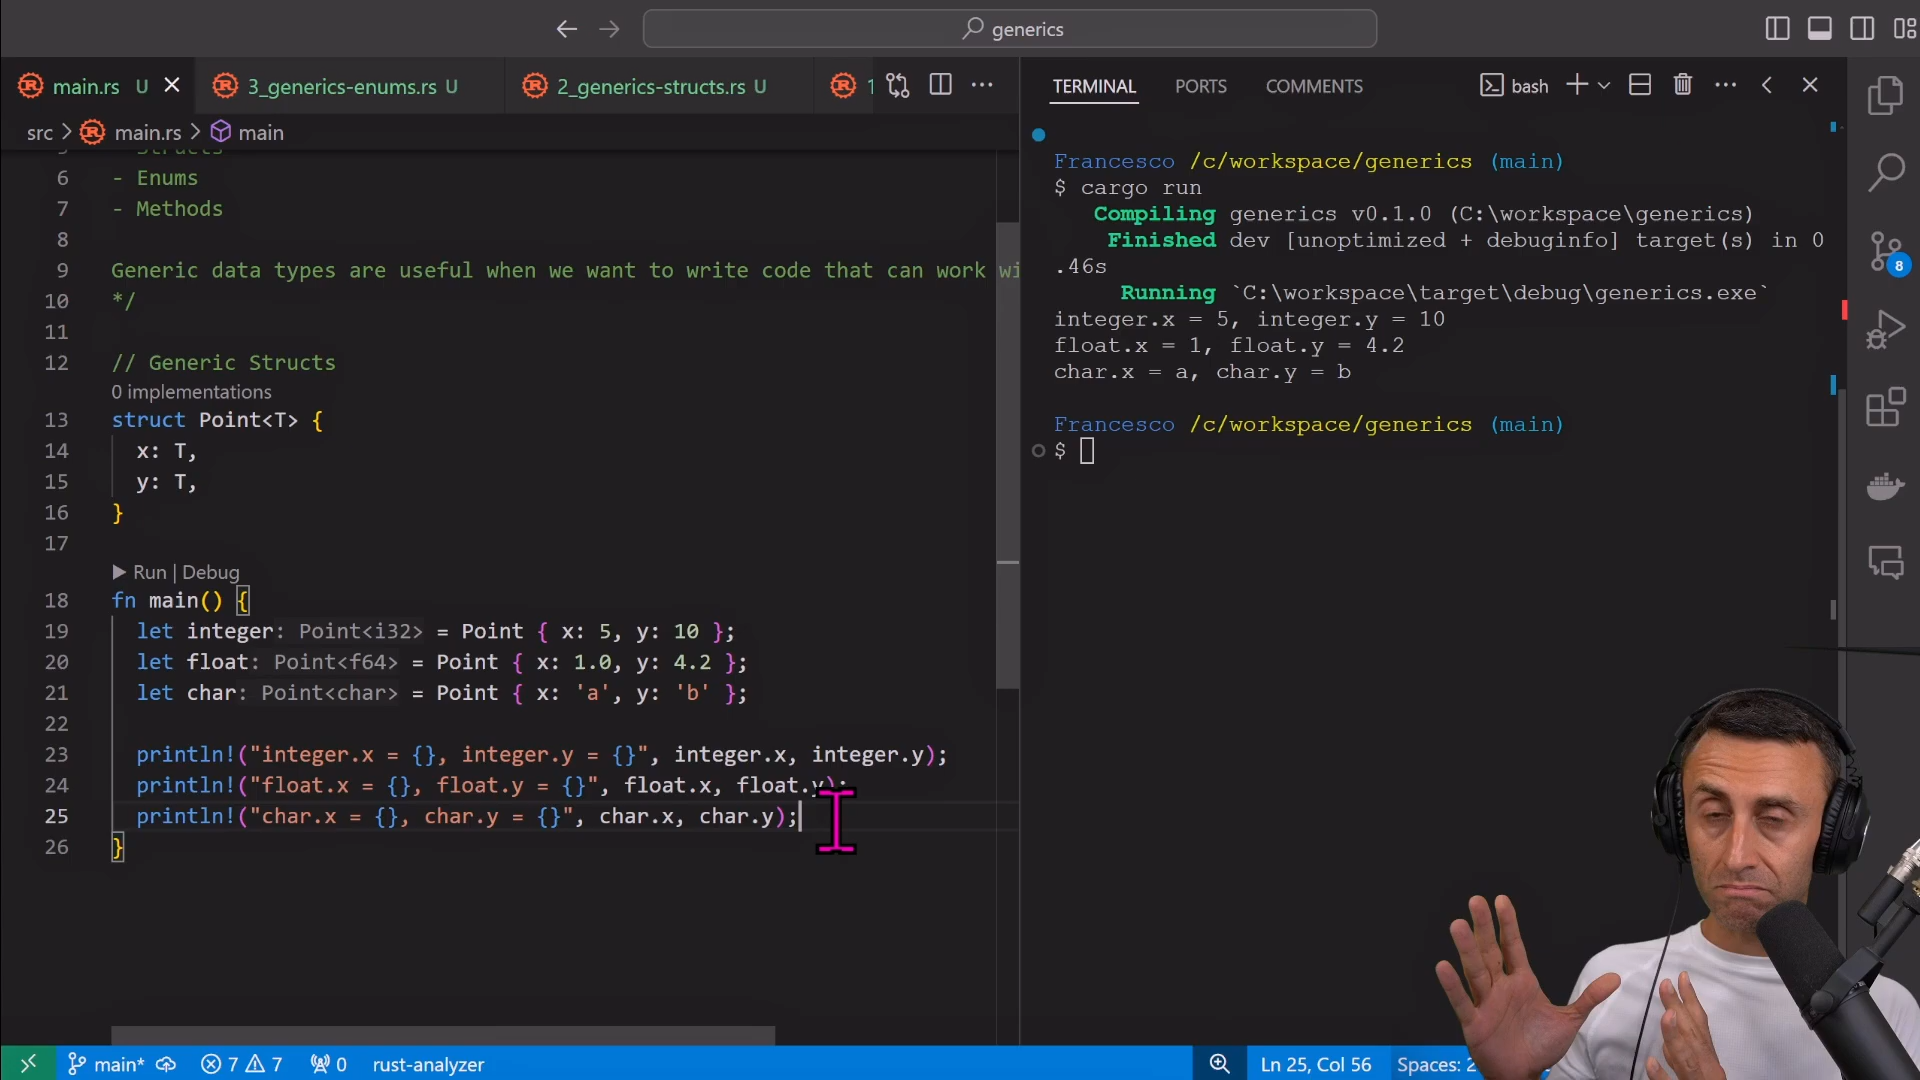 generics
main.rs U
3_generics-enums.rs U
2_generics-structs.rs U
src > main.rs > main
6 - Enums
7 - Methods
8
9 Generic data types are useful when we want to write code that can work wi
10 */
11
12 // Generic Structs
0 implementations
13 struct Point<T> {
14 x: T,
15 y: T,
16 }
17
Run | Debug
18 fn main() {
19 let integer: Point<i32> = Point { x: 5, y: 10 };
20 let float: Point<f64> = Point { x: 1.0, y: 4.2 };
21 let char: Point<char> = Point { x: 'a', y: 'b' };
22
23 println!("integer.x = {}, integer.y = {}", integer.x, integer.y);
24 println!("float.x = {}, float.y = {}", float.x, float.y);
25 println!("char.x = {}, char.y = {}", char.x, char.y);
26 }
TERMINAL PORTS COMMENTS
bash
Francesco /c/workspace/generics (main)
$ cargo run
Compiling generics v0.1.0 (C:\workspace\generics)
Finished dev [unoptimized + debuginfo] target(s) in 0
.46s
Running `C:\workspace\target\debug\generics.exe`
integer.x = 5, integer.y = 10
float.x = 1, float.y = 4.2
char.x = a, char.y = b
Francesco /c/workspace/generics (main)
$
8
main* 7 7 0 rust-analyzer
Ln 25, Col 56 Spaces: